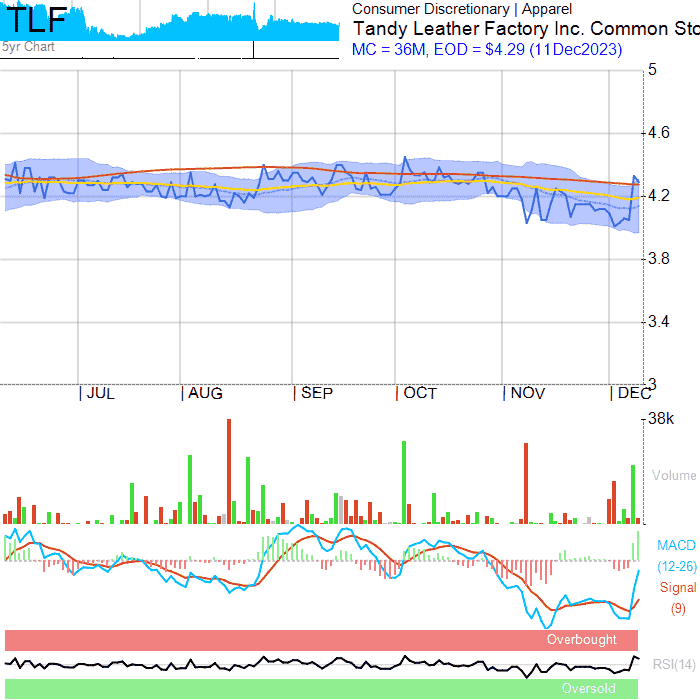 TLF
5yr Chart
Consumer Discretionary | Apparel
Tandy Leather Factory Inc. Common Sto
MC = 36M, EOD = $4.29 (11Dec2023)
5
4.6
4.2
3.8
3.4
3
JUL AUG SEP OCT NOV DEC
38k
Volume
MACD
(12-26)
Signal
(9)
Overbought
RSI(14)
Oversold